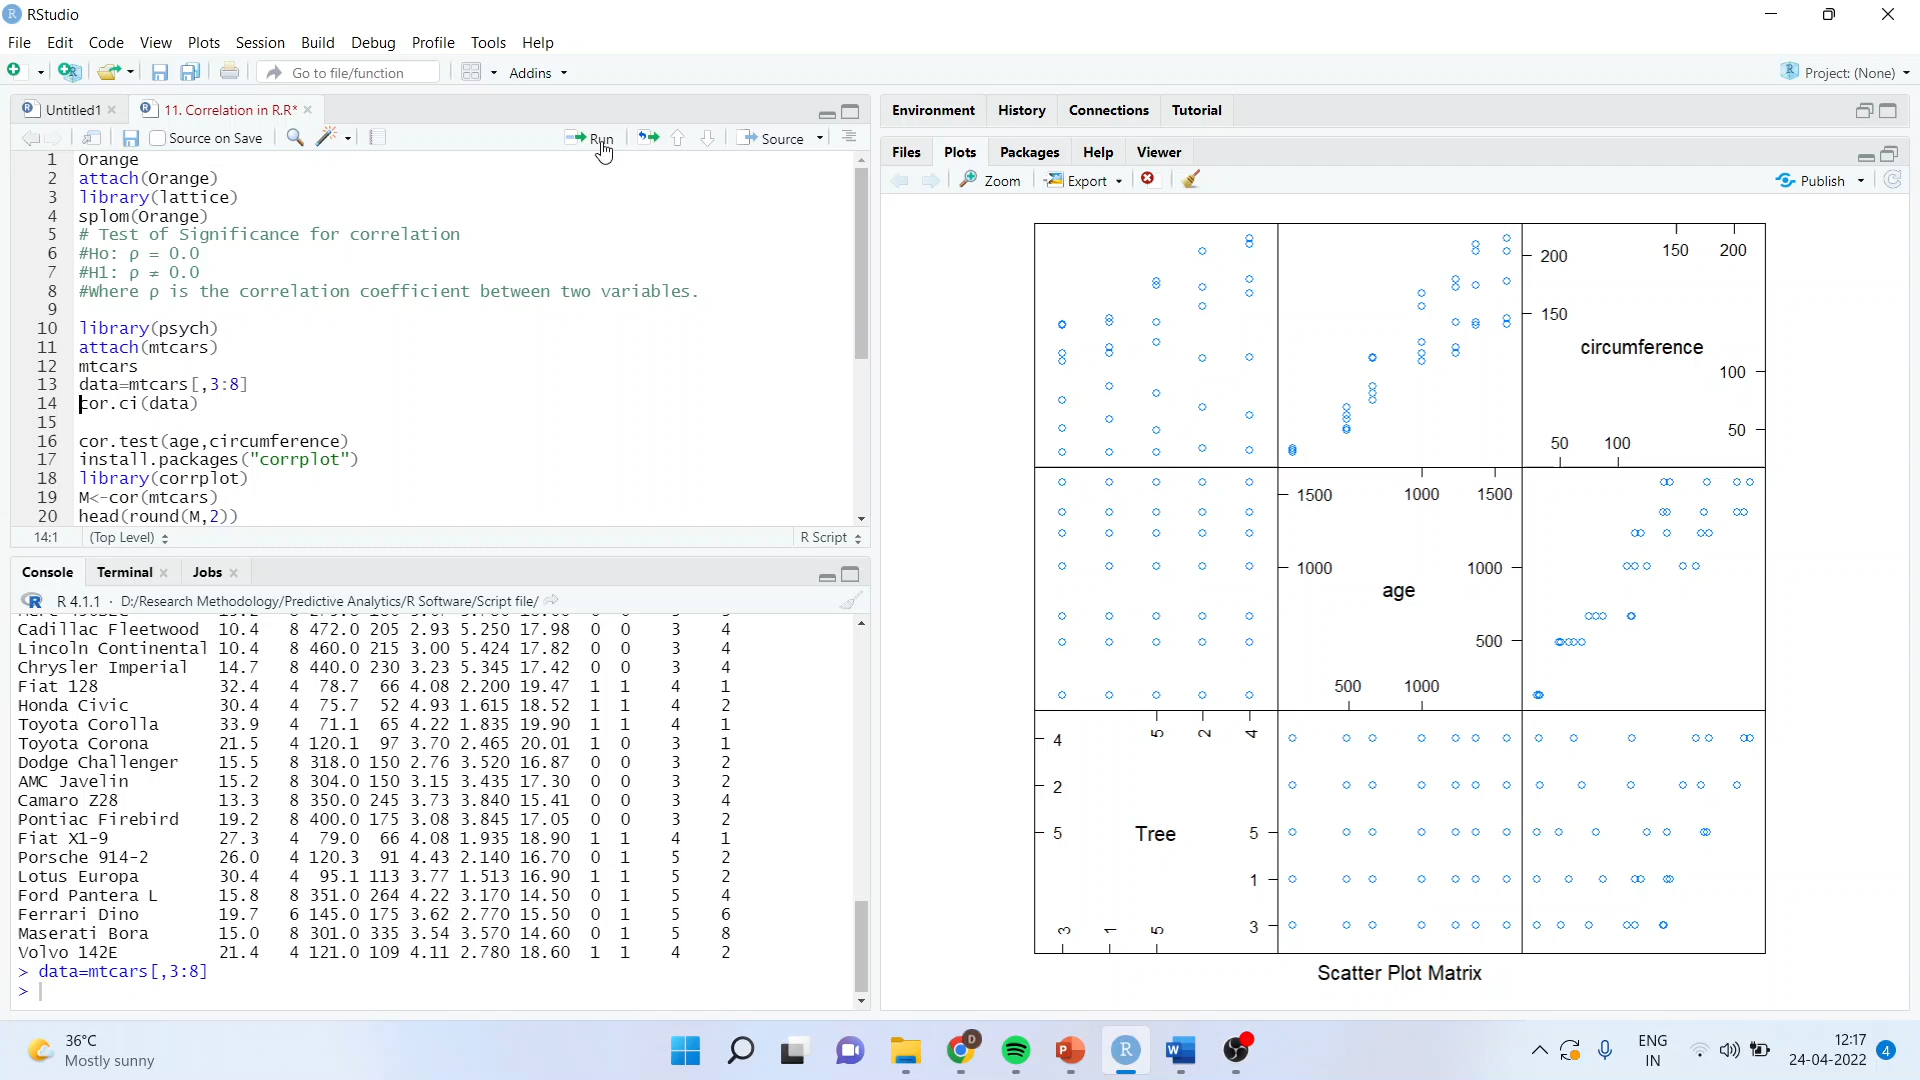 RStudio
File Edit Code View Plots Session Build Debug Profile Tools Help
Go to file/function Addins Project: (None)
Untitled1 11. Correlation in R.R*
Source on Save Run Source
1 Orange
2 attach(Orange)
3 library(lattice)
4 splom(Orange)
5 # Test of Significance for correlation
6 #Ho: ρ = 0.0
7 #H1: ρ ≠ 0.0
8 #Where ρ is the correlation coefficient between two variables.
9
10 library(psych)
11 attach(mtcars)
12 mtcars
13 data=mtcars[,3:8]
14 cor.ci(data)
15
16 cor.test(age,circumference)
17 install.packages("corrplot")
18 library(corrplot)
19 M<-cor(mtcars)
20 head(round(M,2))
14:1 (Top Level) R Script
Console Terminal Jobs
R 4.1.1 · D:/Research Methodology/Predictive Analytics/R Software/Script file/
Cadillac Fleetwood 10.4 8 472.0 205 2.93 5.250 17.98 0 0 3 4
Lincoln Continental 10.4 8 460.0 215 3.00 5.424 17.82 0 0 3 4
Chrysler Imperial 14.7 8 440.0 230 3.23 5.345 17.42 0 0 3 4
Fiat 128 32.4 4 78.7 66 4.08 2.200 19.47 1 1 4 1
Honda Civic 30.4 4 75.7 52 4.93 1.615 18.52 1 1 4 2
Toyota Corolla 33.9 4 71.1 65 4.22 1.835 19.90 1 1 4 1
Toyota Corona 21.5 4 120.1 97 3.70 2.465 20.01 1 0 3 1
Dodge Challenger 15.5 8 318.0 150 2.76 3.520 16.87 0 0 3 2
AMC Javelin 15.2 8 304.0 150 3.15 3.435 17.30 0 0 3 2
Camaro Z28 13.3 8 350.0 245 3.73 3.840 15.41 0 0 3 4
Pontiac Firebird 19.2 8 400.0 175 3.08 3.845 17.05 0 0 3 2
Fiat X1-9 27.3 4 79.0 66 4.08 1.935 18.90 1 1 4 1
Porsche 914-2 26.0 4 120.3 91 4.43 2.140 16.70 0 1 5 2
Lotus Europa 30.4 4 95.1 113 3.77 1.513 16.90 1 1 5 2
Ford Pantera L 15.8 8 351.0 264 4.22 3.170 14.50 0 1 5 4
Ferrari Dino 19.7 6 145.0 175 3.62 2.770 15.50 0 1 5 6
Maserati Bora 15.0 8 301.0 335 3.54 3.570 14.60 0 1 5 8
Volvo 142E 21.4 4 121.0 109 4.11 2.780 18.60 1 1 4 2
> data=mtcars[,3:8]
>
Environment History Connections Tutorial
Files Plots Packages Help Viewer
Zoom Export Publish
200 150 200
150
circumference
100
50 100 50
1500 1000 1500
1000 age 1000
500
500 1000
4 5 2 4
2
5 Tree 5
1
3 1 5 3
Scatter Plot Matrix
36°C
Mostly sunny
D
ENG
IN
12:17
24-04-2022 4